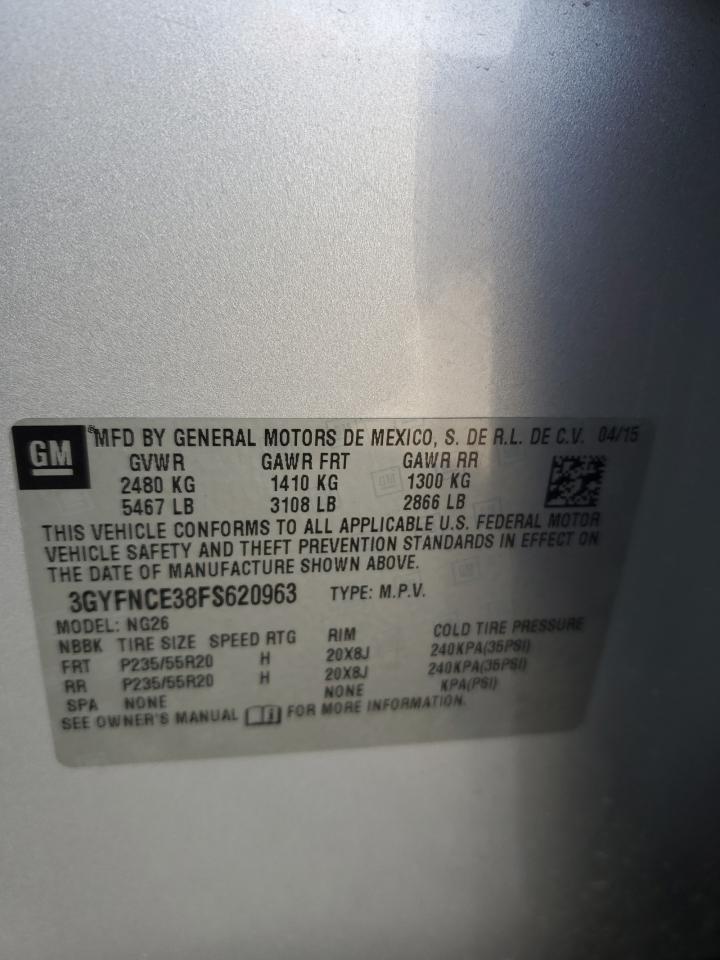 GM ® MFD BY GENERAL MOTORS DE MEXICO, S. DE R.L. DE C.V. 04/15
GVWR GAWR FRT GAWR RR
2480 KG 1410 KG 1300 KG
5467 LB 3108 LB 2866 LB
THIS VEHICLE CONFORMS TO ALL APPLICABLE U.S. FEDERAL MOTOR
VEHICLE SAFETY AND THEFT PREVENTION STANDARDS IN EFFECT ON
THE DATE OF MANUFACTURE SHOWN ABOVE.
3GYFNCE38FS620963 TYPE: M.P.V.
MODEL: NG26
NBBK TIRE SIZE SPEED RTG RIM COLD TIRE PRESSURE
FRT P235/55R20 H 20X8J 240KPA(35PSI)
RR P235/55R20 H 20X8J 240KPA(35PSI)
SPA NONE NONE KPA(PSI)
SEE OWNER'S MANUAL FOR MORE INFORMATION.